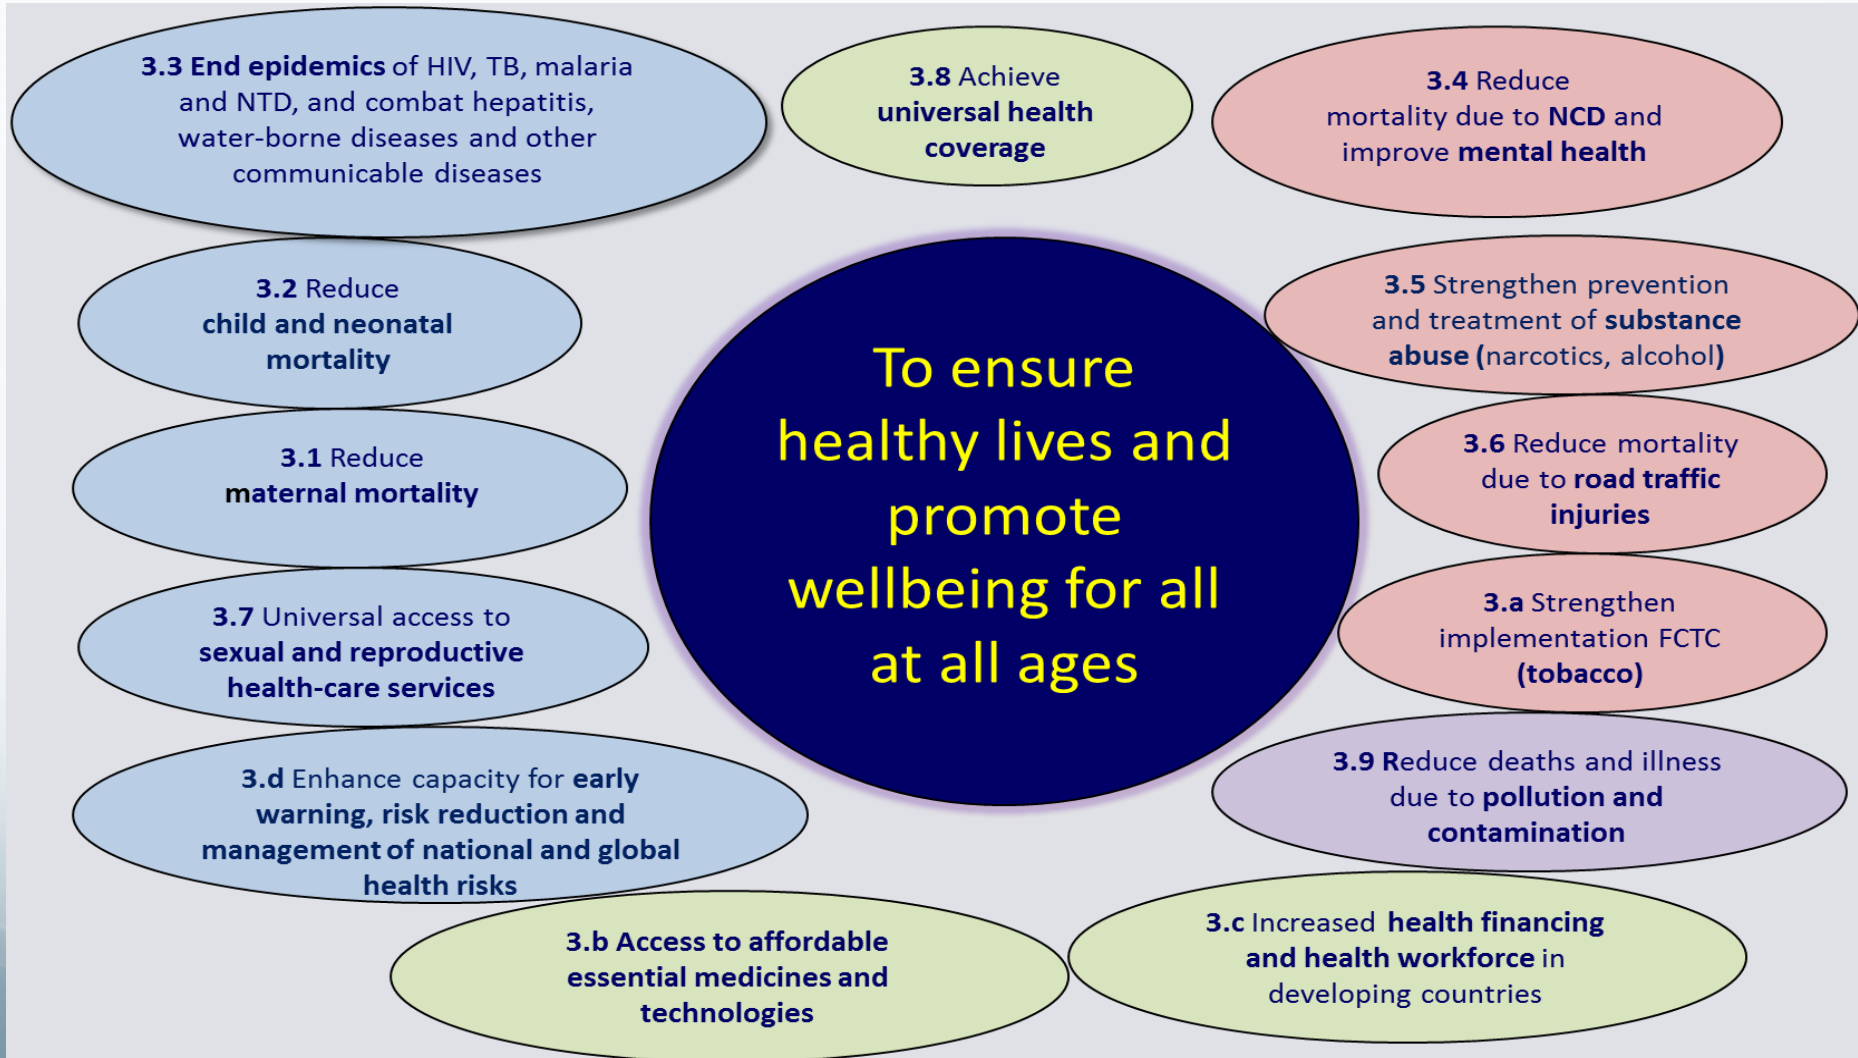 3.3 End epidemics of HIV, TB, malaria
and NTD, and combat hepatitis,
water-borne diseases and other
communicable diseases
3.8 Achieve
universal health
coverage
3.4 Reduce
mortality due to NCD and
improve mental health
3.2 Reduce
child and neonatal
mortality
3.5 Strengthen prevention
and treatment of substance
abuse (narcotics, alcohol)
To ensure
healthy lives and
promote
wellbeing for all
at all ages
3.1 Reduce
maternal mortality
3.6 Reduce mortality
due to road traffic
injuries
3.7 Universal access to
sexual and reproductive
health-care services
3.a Strengthen
implementation FCTC
(tobacco)
3.d Enhance capacity for early
warning, risk reduction and
management of national and global
health risks
3.9 Reduce deaths and illness
due to pollution and
contamination
3.b Access to affordable
essential medicines and
technologies
3.c Increased health financing
and health workforce in
developing countries